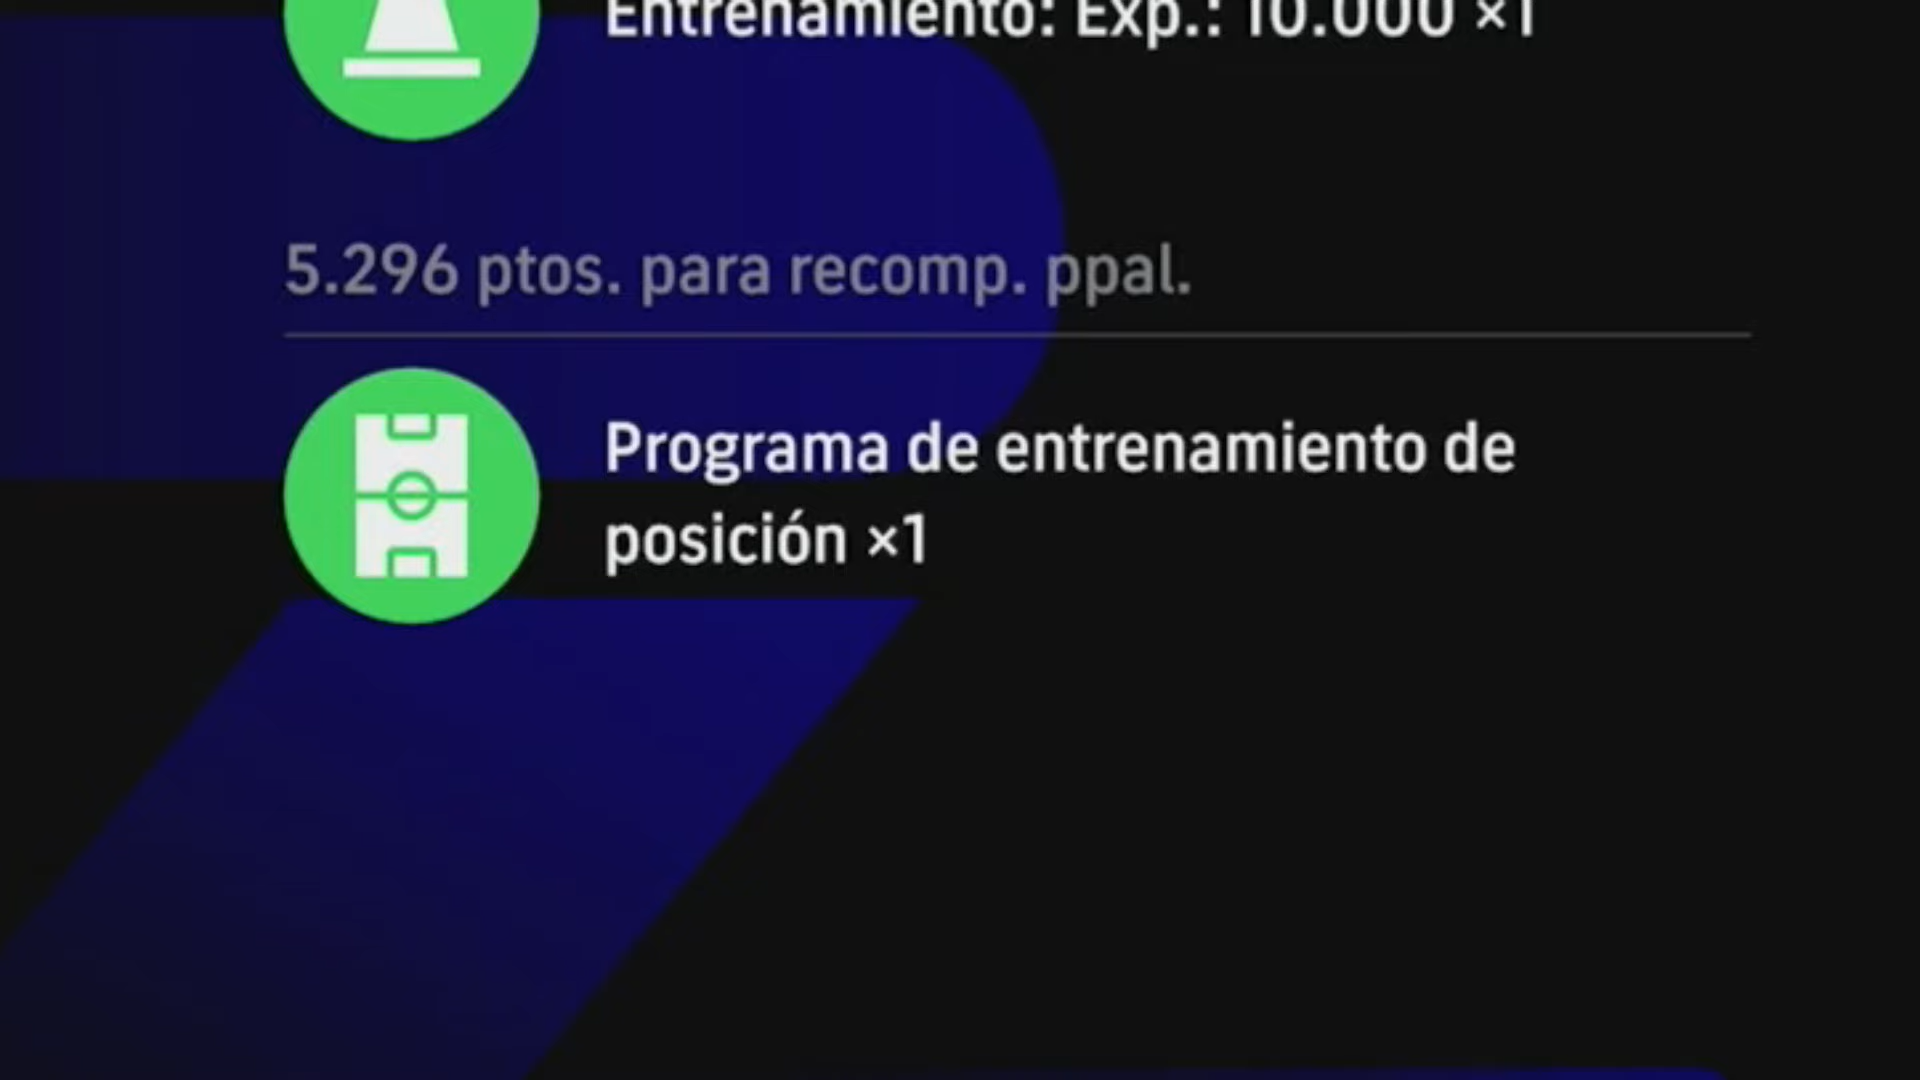 Entrenamiento: Exp.: 10.000 ×1
5.296 ptos. para recomp. ppal.
Programa de entrenamiento de
posición ×1